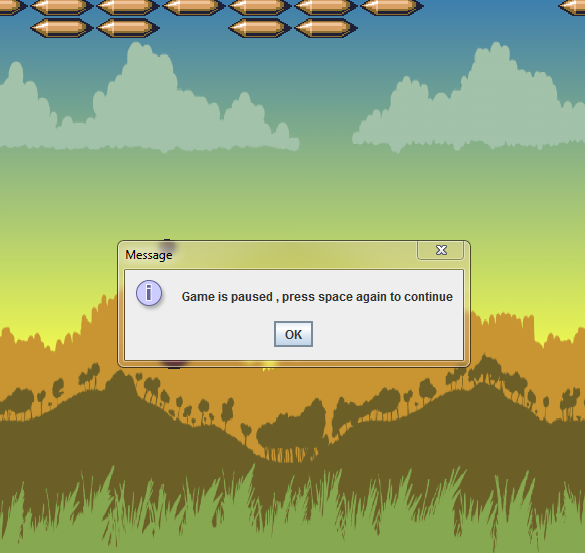 Message
Game is paused , press space again to continue
OK